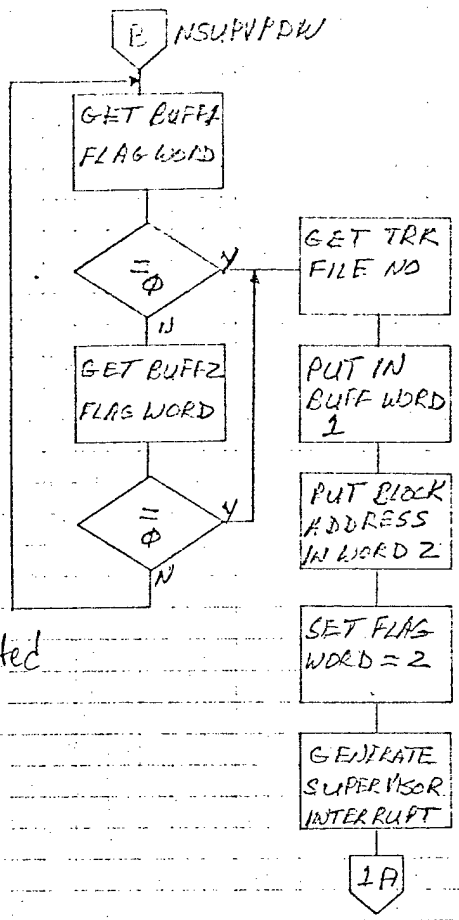 B NSUPVPDW
GET BUFF1
FLAG WORD
=
φ
Y
N
GET BUFF2
FLAG WORD
=
φ
Y
N
ted
GET TRK
FILE NO
PUT IN
BUFF WORD
1
PUT BLOCK
ADDRESS
IN WORD 2
SET FLAG
WORD = 2
GENERATE
SUPERVISOR
INTERRUPT
1A